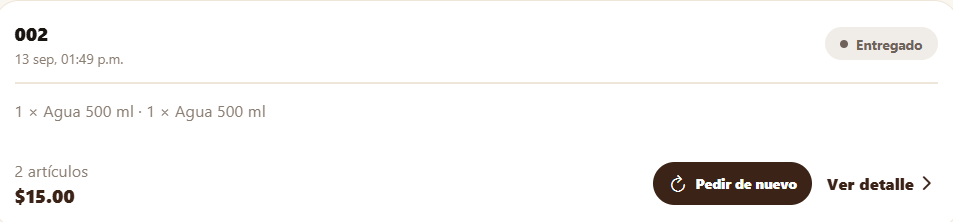 002
Entregado
13 sep, 01:49 p.m.
1 × Agua 500 ml · 1 × Agua 500 ml
2 artículos
$15.00
Pedir de nuevo
Ver detalle